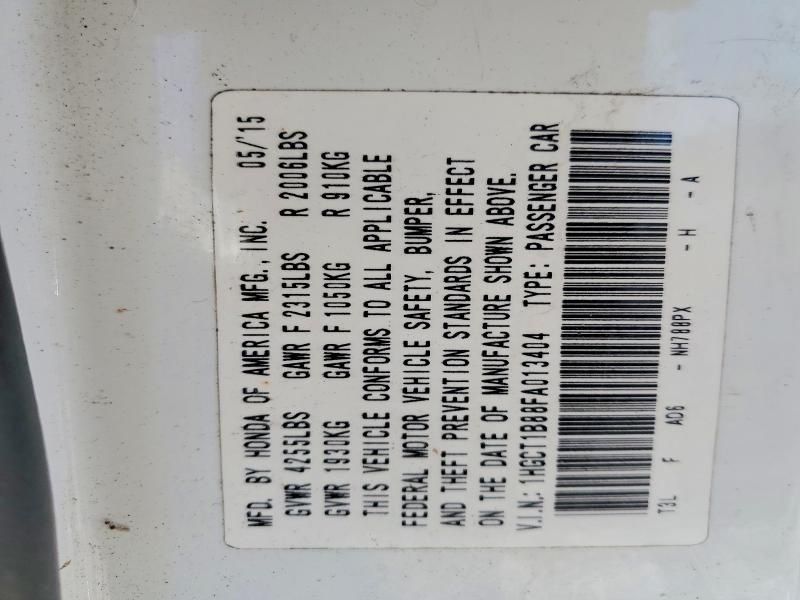 MFD. BY HONDA OF AMERICA MFG., INC. 05/'15
GVWR 4255LBS GAWR F 2315LBS R 2006LBS
GVWR 1930KG GAWR F 1050KG R 910KG
THIS VEHICLE CONFORMS TO ALL APPLICABLE
FEDERAL MOTOR VEHICLE SAFETY, BUMPER,
AND THEFT PREVENTION STANDARDS IN EFFECT
ON THE DATE OF MANUFACTURE SHOWN ABOVE.
V.I.N.: 1HGCT1B88FA013404 TYPE: PASSENGER CAR
T3L F AD6 - NH788PX - H - A